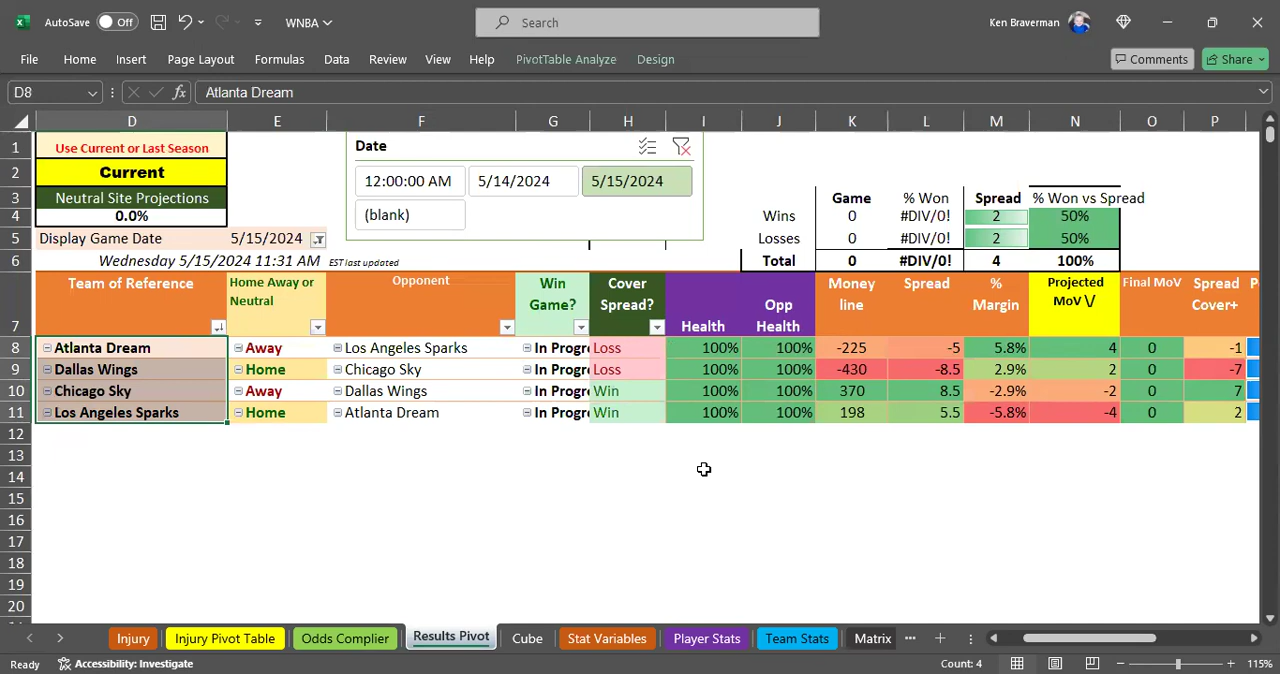 AutoSave Off WNBA Search Ken Braverman
File Home Insert Page Layout Formulas Data Review View Help PivotTable Analyze Design Comments Share
D8 fx Atlanta Dream
D E F G H I J K L M N O P
1 Use Current or Last Season Date
2 Current 12:00:00 AM 5/14/2024 5/15/2024
3 Neutral Site Projections Game % Won Spread % Won vs Spread
4 0.0% (blank) Wins 0 #DIV/0! 2 50%
5 Display Game Date 5/15/2024 Losses 0 #DIV/0! 2 50%
6 Wednesday 5/15/2024 11:31 AM EST last updated Total 0 #DIV/0! 4 100%
Team of Reference Home Away or Opponent Win Cover Money Spread % Projected Final MoV Spread
Neutral Game? Spread? Opp line Margin MoV \/ Cover+
7 Health Health
8 Atlanta Dream Away Los Angeles Sparks In Progre Loss 100% 100% -225 -5 5.8% 4 0 -1
9 Dallas Wings Home Chicago Sky In Progre Loss 100% 100% -430 -8.5 2.9% 2 0 -7
10 Chicago Sky Away Dallas Wings In Progre Win 100% 100% 370 8.5 -2.9% -2 0 7
11 Los Angeles Sparks Home Atlanta Dream In Progre Win 100% 100% 198 5.5 -5.8% -4 0 2
12
13
14
15
16
17
18
19
20
Injury Injury Pivot Table Odds Complier Results Pivot Cube Stat Variables Player Stats Team Stats Matrix
Ready Accessibility: Investigate Count: 4 115%